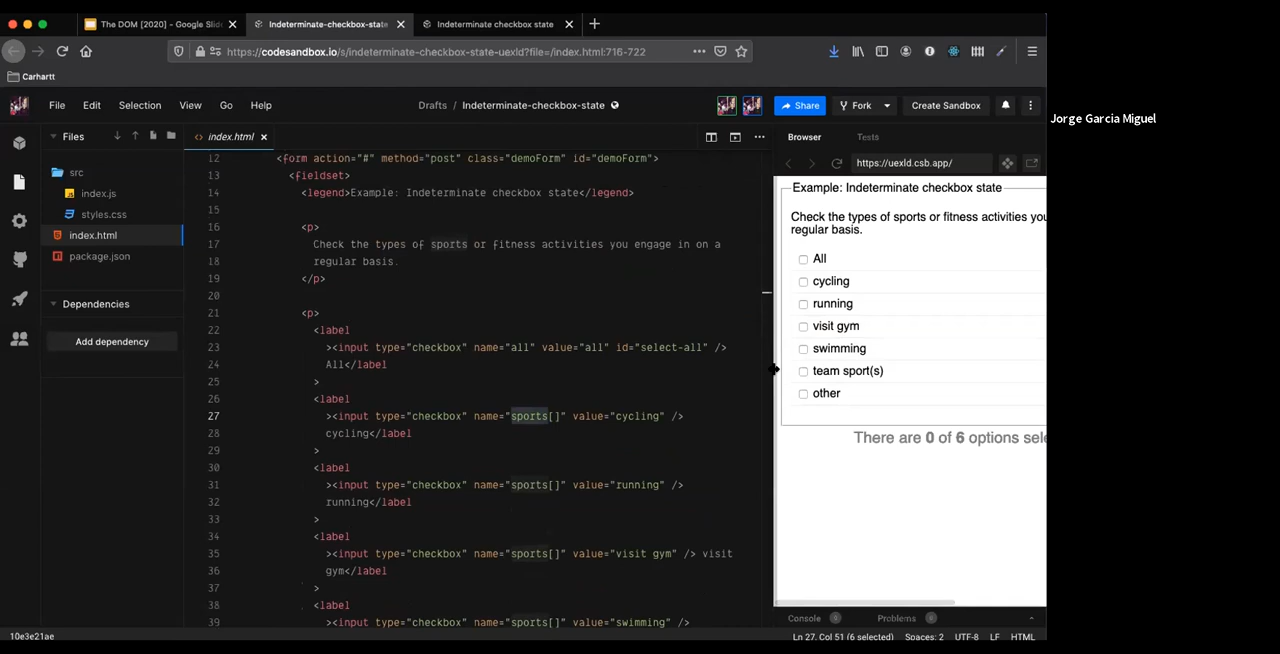 The DOM [2020] - Google Slid
Indeterminate-checkbox-state-
Indeterminate checkbox state
https://codesandbox.io/s/indeterminate-checkbox-state-uexld?file=/index.html:716-722
Carhartt
File Edit Selection View Go Help
Drafts / Indeterminate-checkbox-state
Share Fork Create Sandbox
Jorge Garcia Miguel
Files
index.html
Browser Tests
https://uexld.csb.app/
src
index.js
styles.css
index.html
package.json
Dependencies
Add dependency
12 <form action="#" method="post" class="demoForm" id="demoForm">
13 <fieldset>
14 <legend>Example: Indeterminate checkbox state</legend>
15
16 <p>
17 Check the types of sports or fitness activities you engage in on a
18 regular basis.
19 </p>
20
21 <p>
22 <label
23 ><input type="checkbox" name="all" value="all" id="select-all" />
24 All</label
25 >
26 <label
27 ><input type="checkbox" name="sports[]" value="cycling" />
28 cycling</label
29 >
30 <label
31 ><input type="checkbox" name="sports[]" value="running" />
32 running</label
33 >
34 <label
35 ><input type="checkbox" name="sports[]" value="visit gym" /> visit
36 gym</label
37 >
38 <label
39 ><input type="checkbox" name="sports[]" value="swimming" />
Example: Indeterminate checkbox state
Check the types of sports or fitness activities you
regular basis.
All
cycling
running
visit gym
swimming
team sport(s)
other
There are 0 of 6 options sele
Console 0 Problems 0
10e3e21ae
Ln 27, Col 51 (6 selected) Spaces: 2 UTF-8 LF HTML